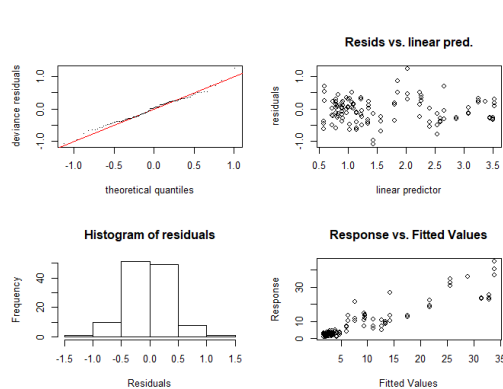 deviance residuals
-1.0 0.0 1.0
-1.0 -0.5 0.0 0.5 1.0
theoretical quantiles
Resids vs. linear pred.
residuals
-1.0 0.0 1.0
0.5 1.0 1.5 2.0 2.5 3.0 3.5
linear predictor
Histogram of residuals
Frequency
0 20 40
-1.5 -1.0 -0.5 0.0 0.5 1.0 1.5
Residuals
Response vs. Fitted Values
Response
0 10 30
5 10 15 20 25 30 35
Fitted Values